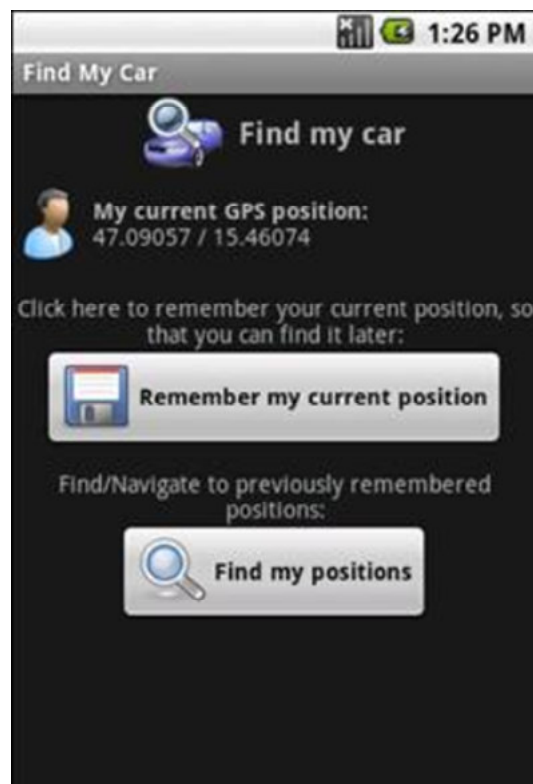 1:26 PM
Find My Car
Find my car
My current GPS position:
47.09057 / 15.46074
Click here to remember your current position, so
that you can find it later:
Remember my current position
Find/Navigate to previously remembered
positions:
Find my positions